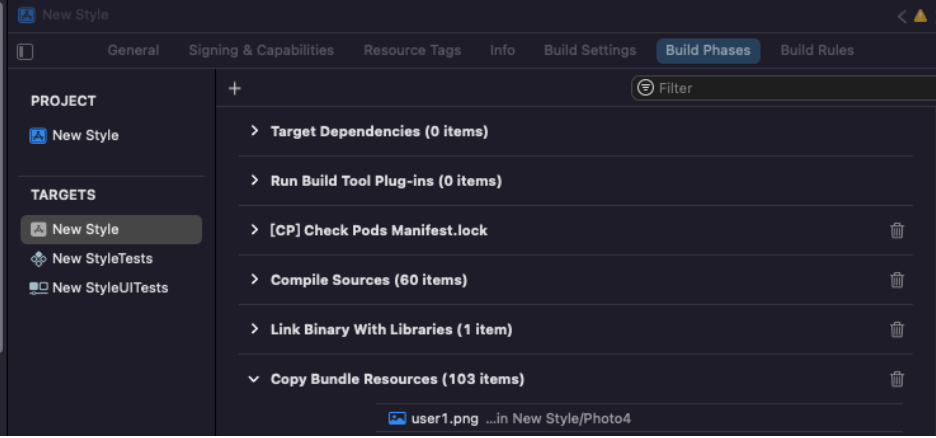 New Style
General Signing & Capabilities Resource Tags Info Build Settings Build Phases Build Rules
Filter
PROJECT
New Style
TARGETS
New Style
New StyleTests
New StyleUITests
Target Dependencies (0 items)
Run Build Tool Plug-ins (0 items)
[CP] Check Pods Manifest.lock
Compile Sources (60 items)
Link Binary With Libraries (1 item)
Copy Bundle Resources (103 items)
user1.png ...in New Style/Photo4